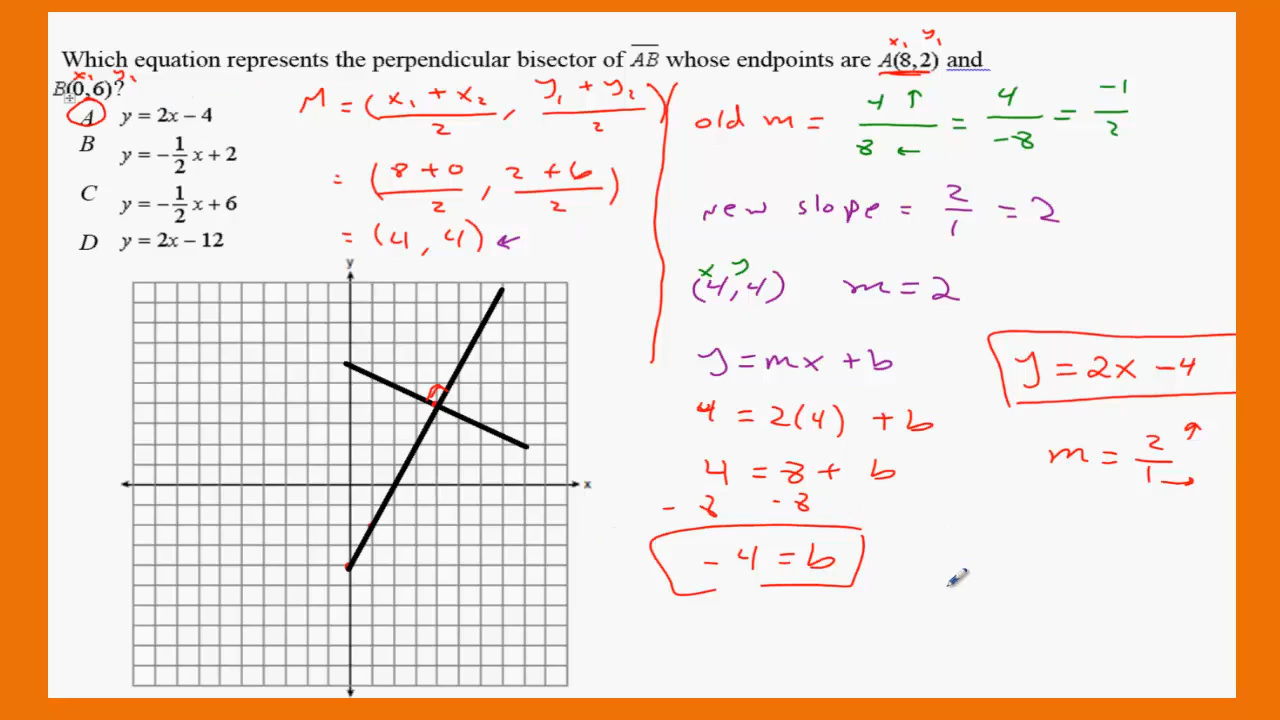 x₁ y₁
Which equation represents the perpendicular bisector of AB whose endpoints are A(8,2) and
x₁ y₁
B(0,6)?
A y = 2x − 4
B y = −1/2 x + 2
C y = −1/2 x + 6
D y = 2x − 12
M = (x₁ + x₂ / 2 , y₁ + y₂ / 2)
= (8 + 0 / 2 , 2 + 6 / 2)
= (4, 4) ←
old m = 4 ↑ / 8 ← = 4 / -8 = -1 / 2
new slope = 2/1 = 2
x y
(4,4) m = 2
y = mx + b
4 = 2(4) + b
4 = 8 + b
- 8 - 8
- 4 = b
y = 2x - 4
m = 2 ↑ / 1 →
y
x